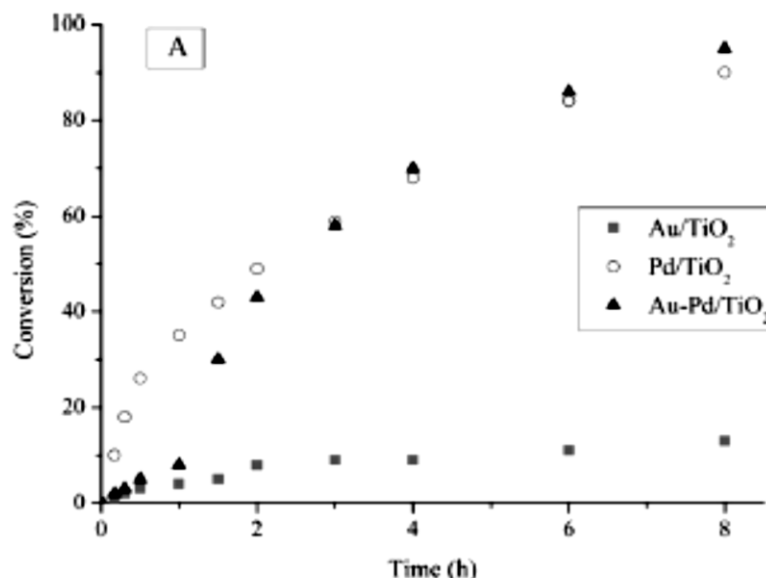 A
100
80
60
40
20
0
Conversion (%)
Au/TiO₂
Pd/TiO₂
Au-Pd/TiO₂
0 2 4 6 8
Time (h)